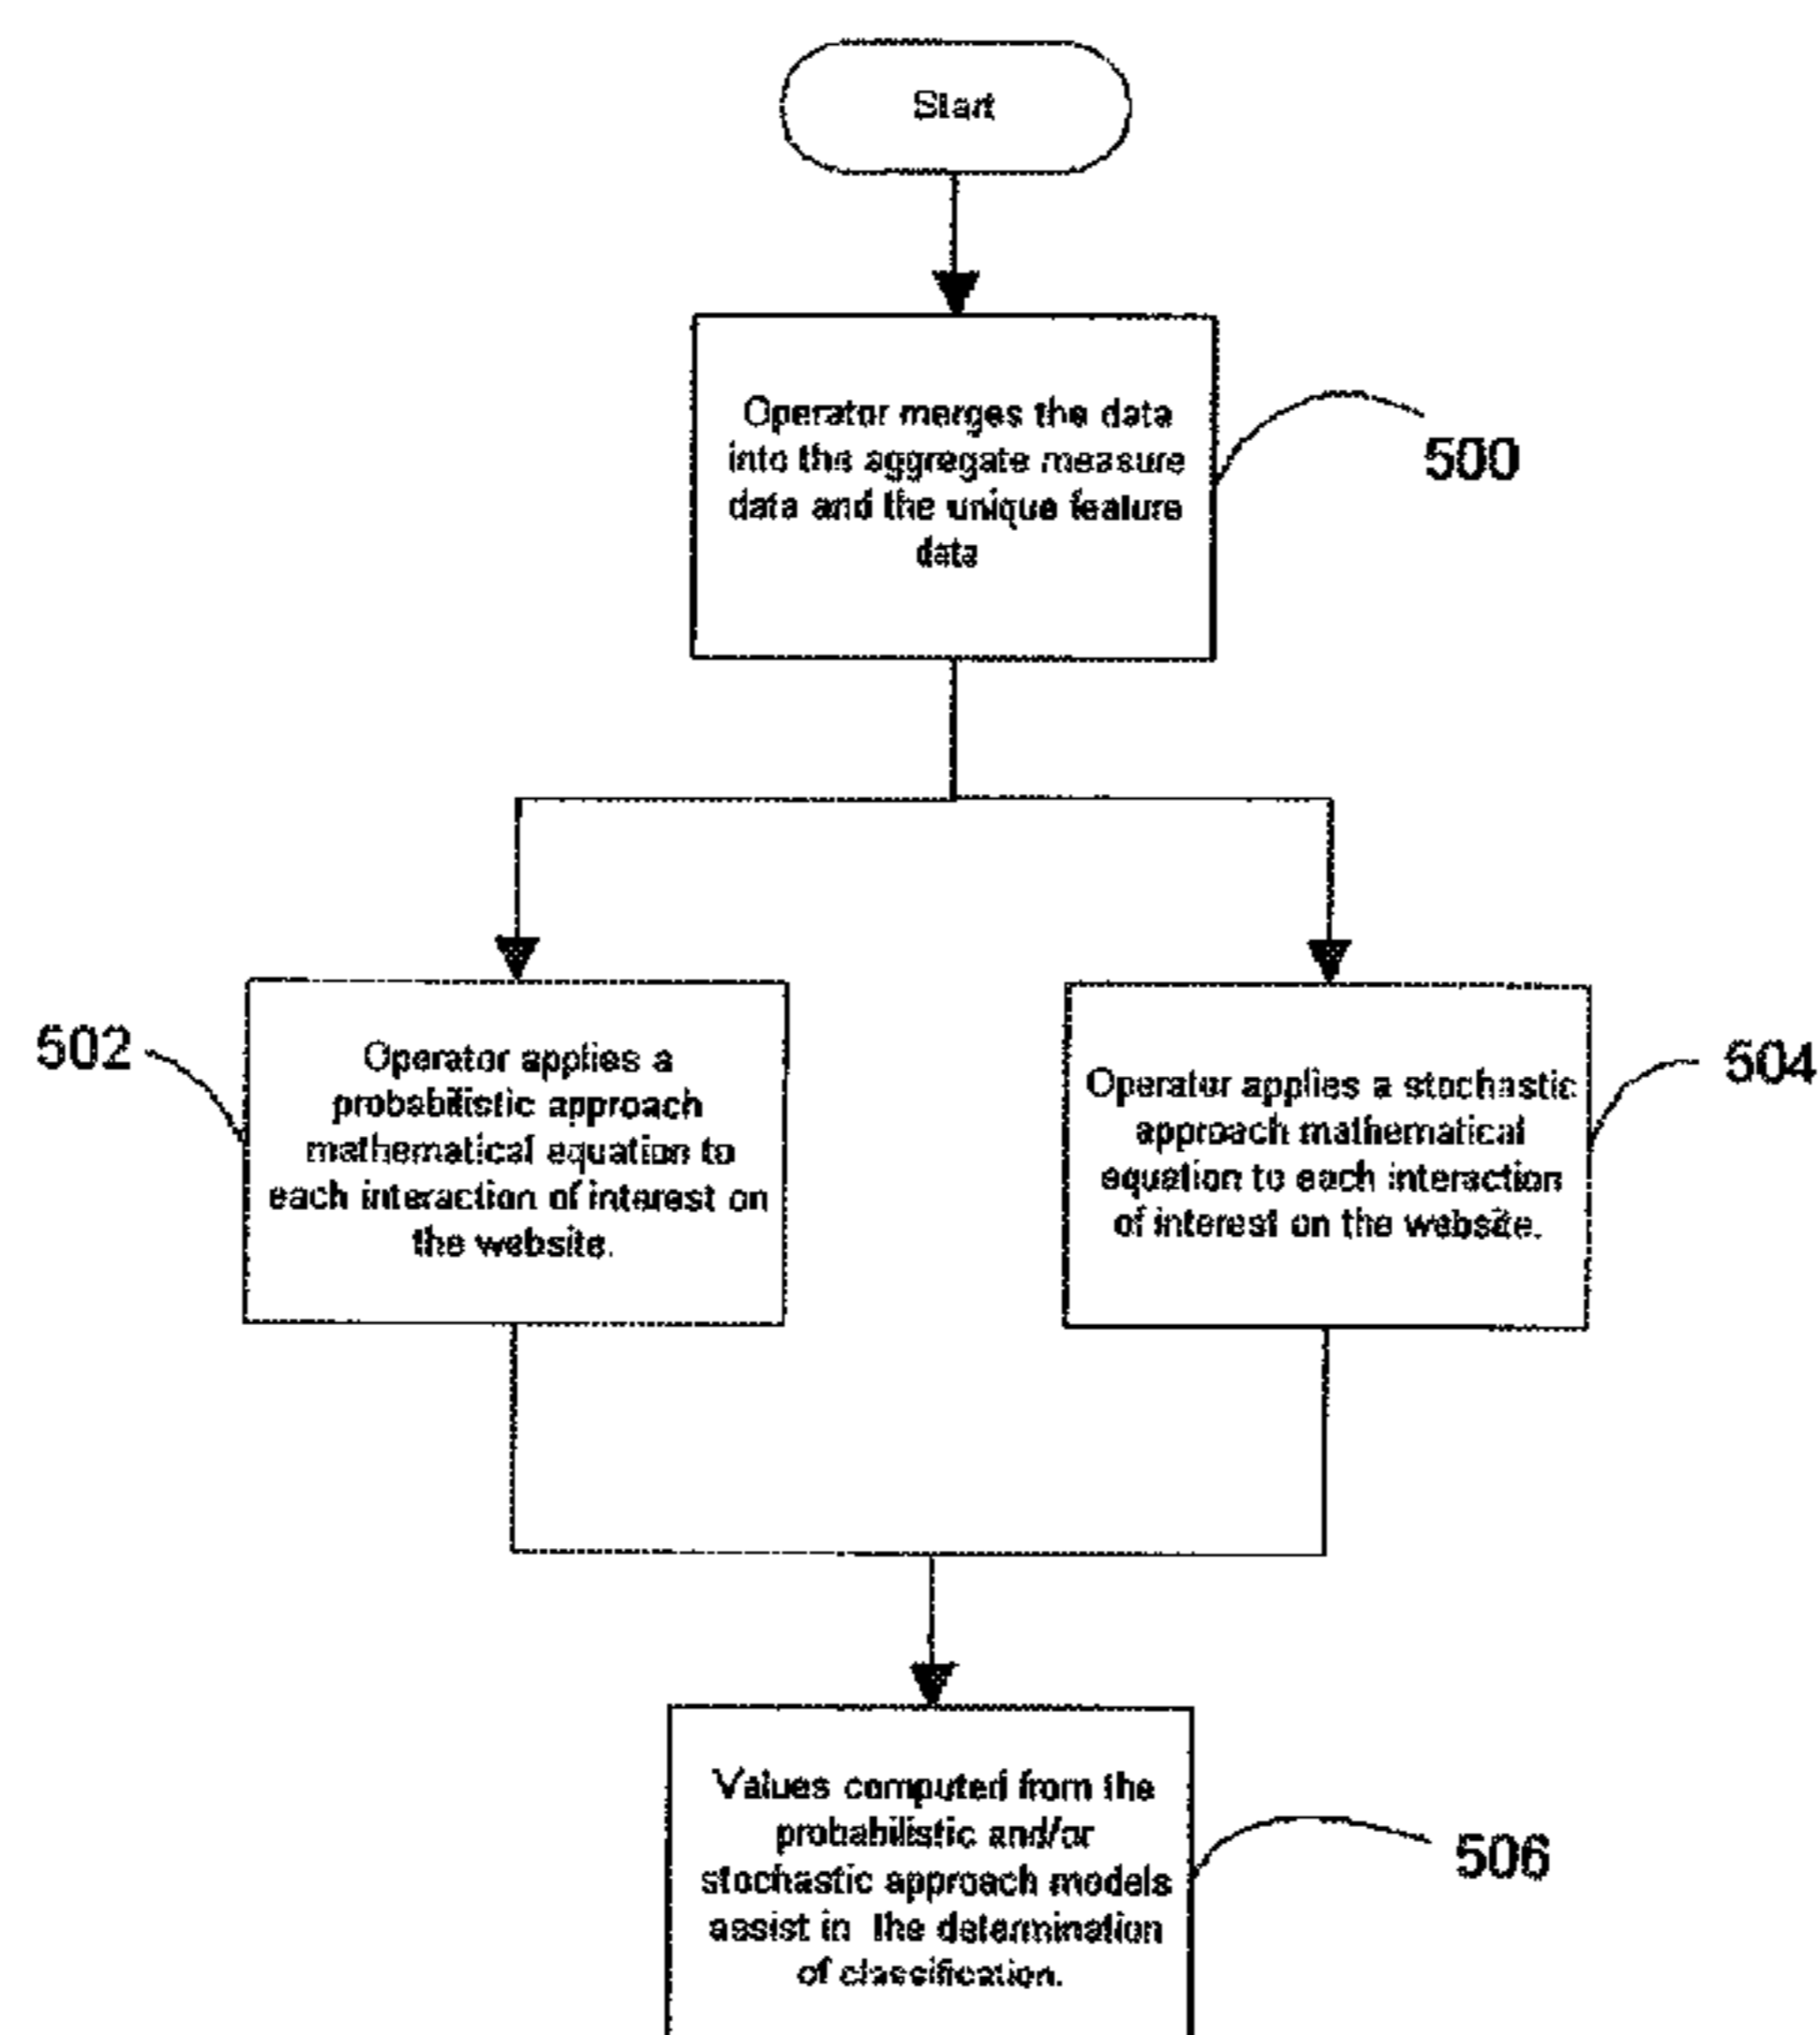 Start
Operator merges the data
into the aggregate measure
data and the unique feature
data
500
502
Operator applies a
probabilistic approach
mathematical equation to
each interaction of interest on
the website.
Operator applies a stochastic
approach mathematical
equation to each interaction
of interest on the website.
504
Values computed from the
probabilistic and/or
stochastic approach models
assist in the determination
of classification.
506